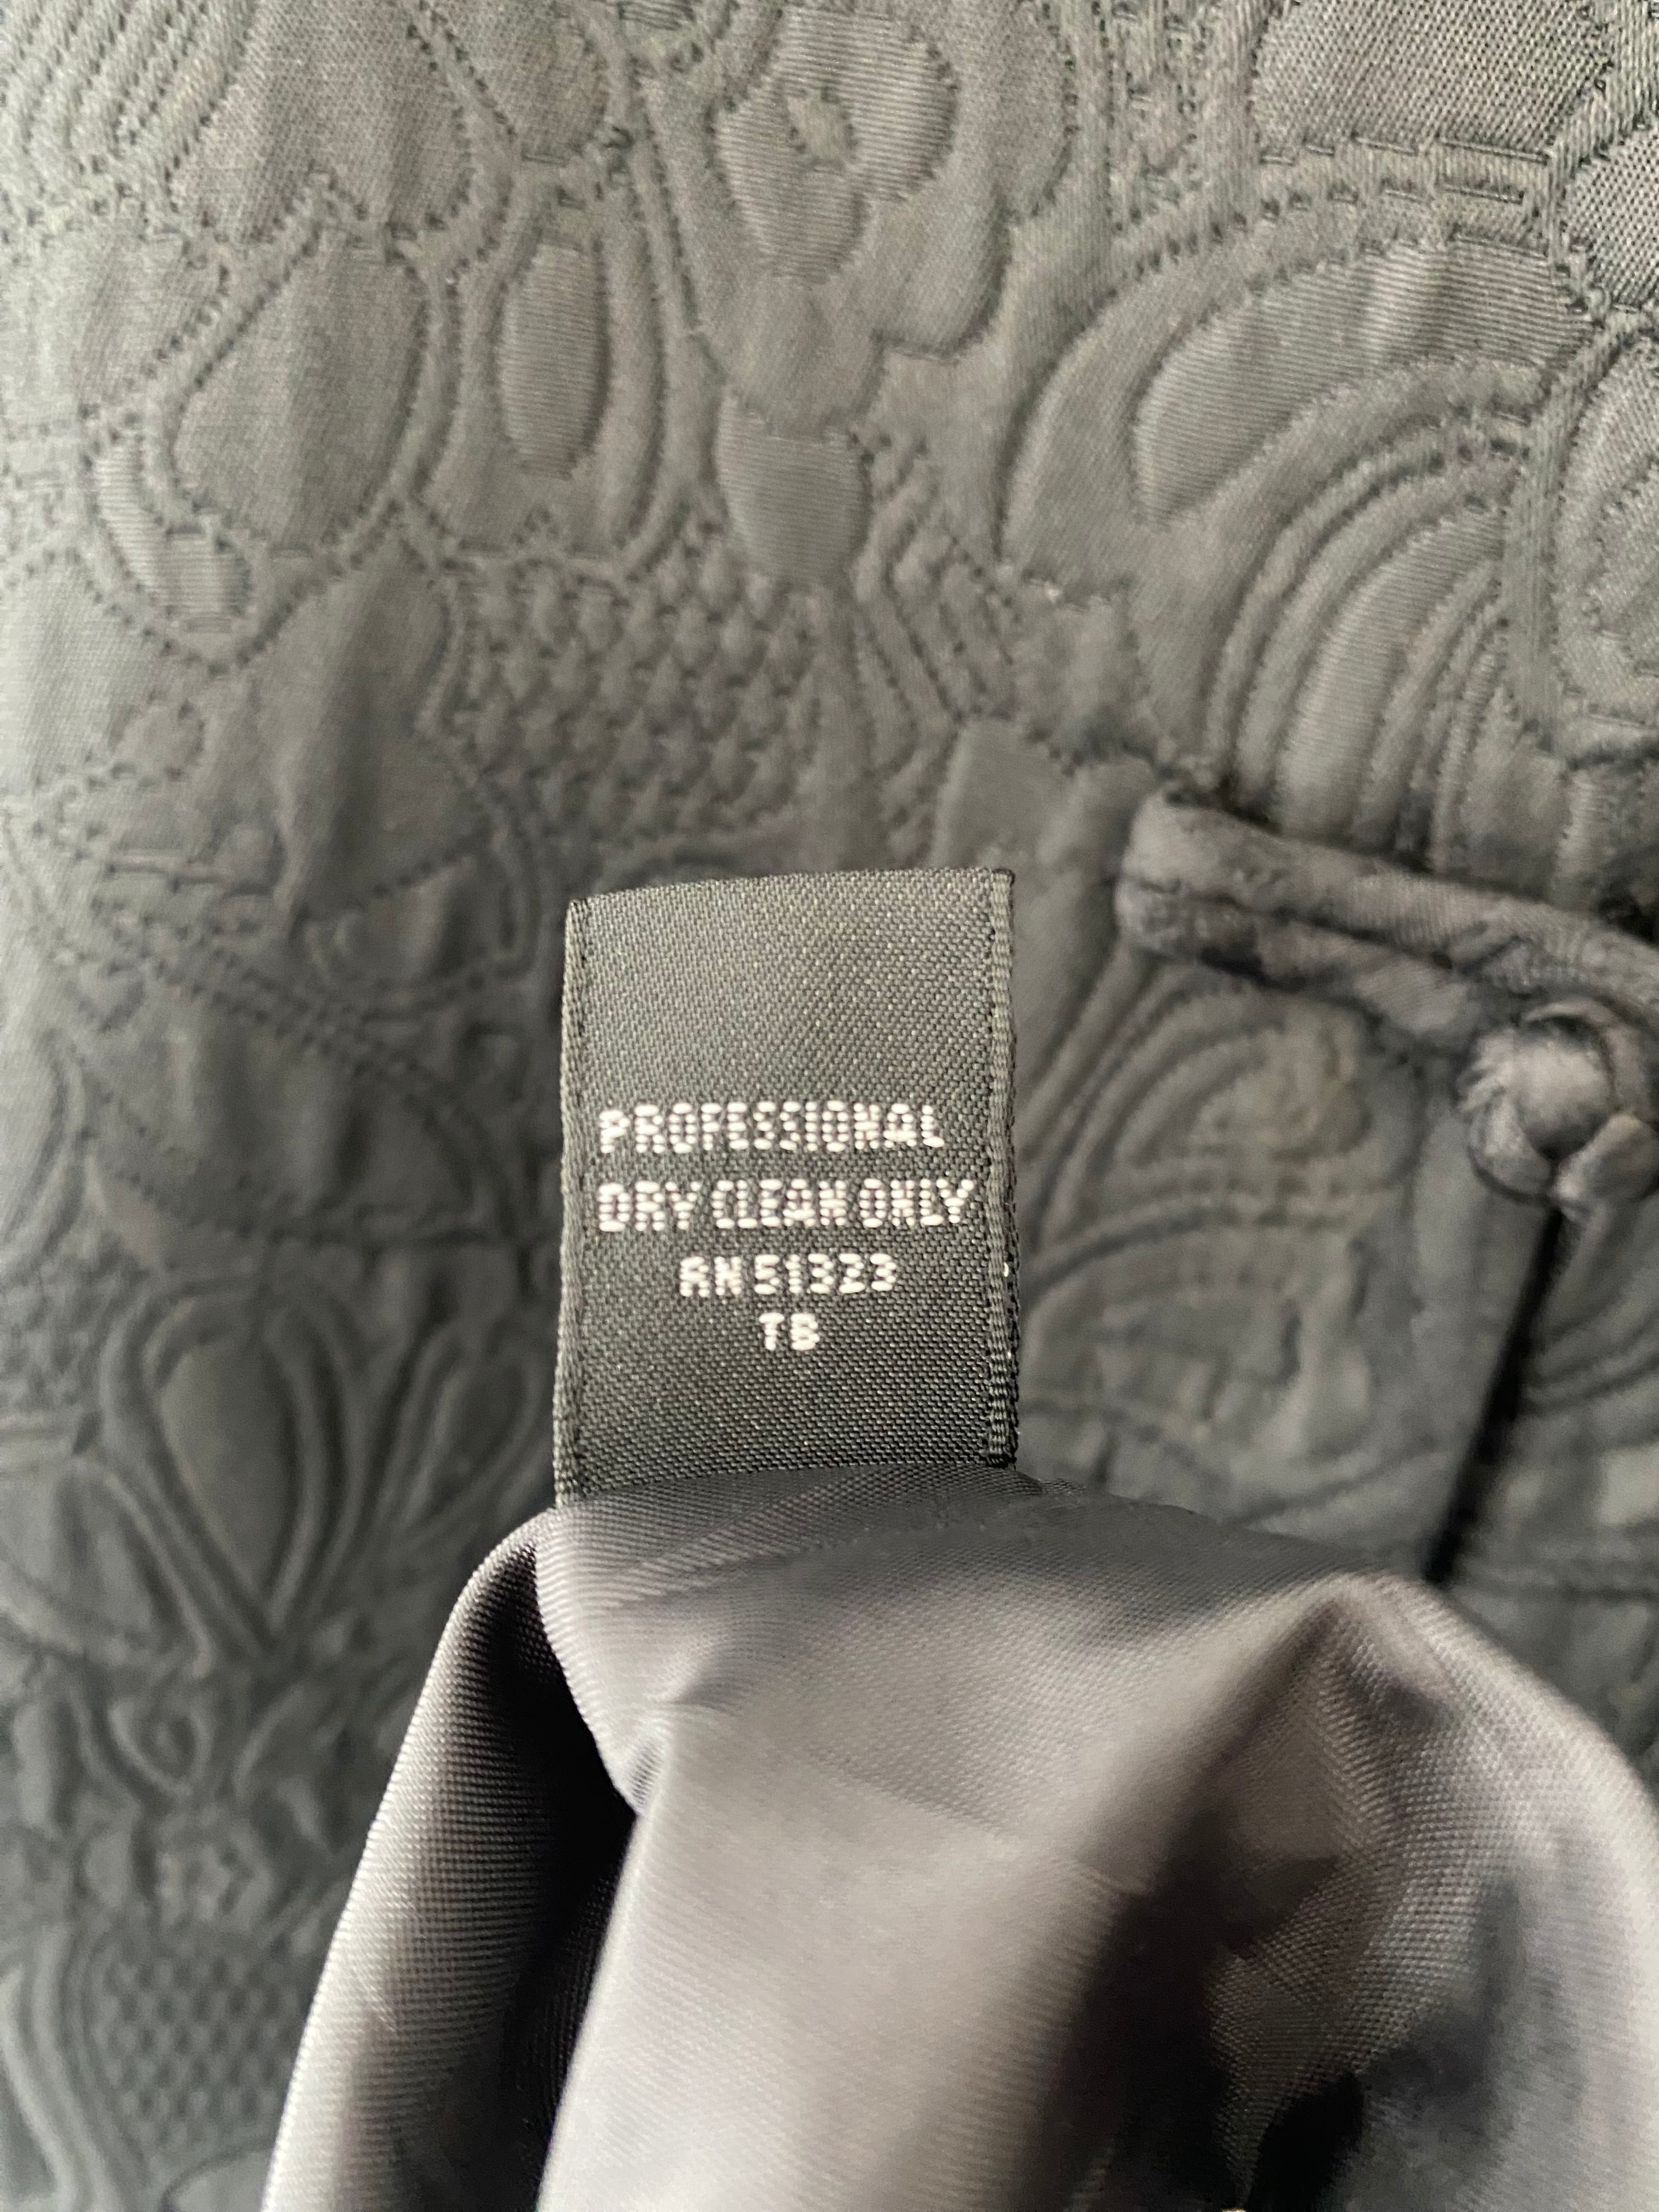 PROFESSIONAL
DRY CLEAN ONLY
RN 51323
TB